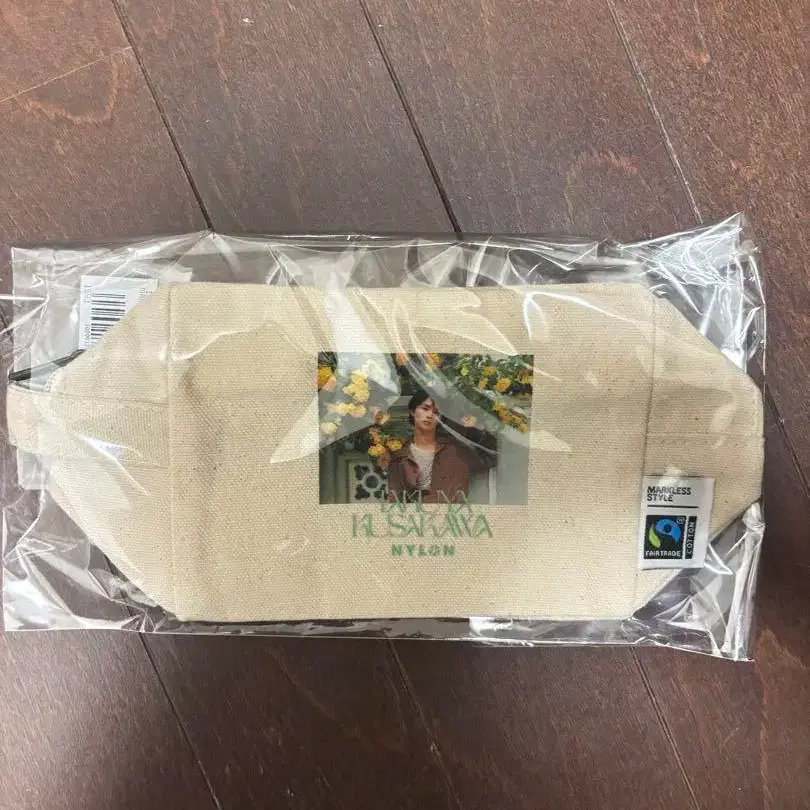 TAKUYA
KUSAKAWA
NYLON
MARKLESS
STYLE
FAIRTRADE
COTTON